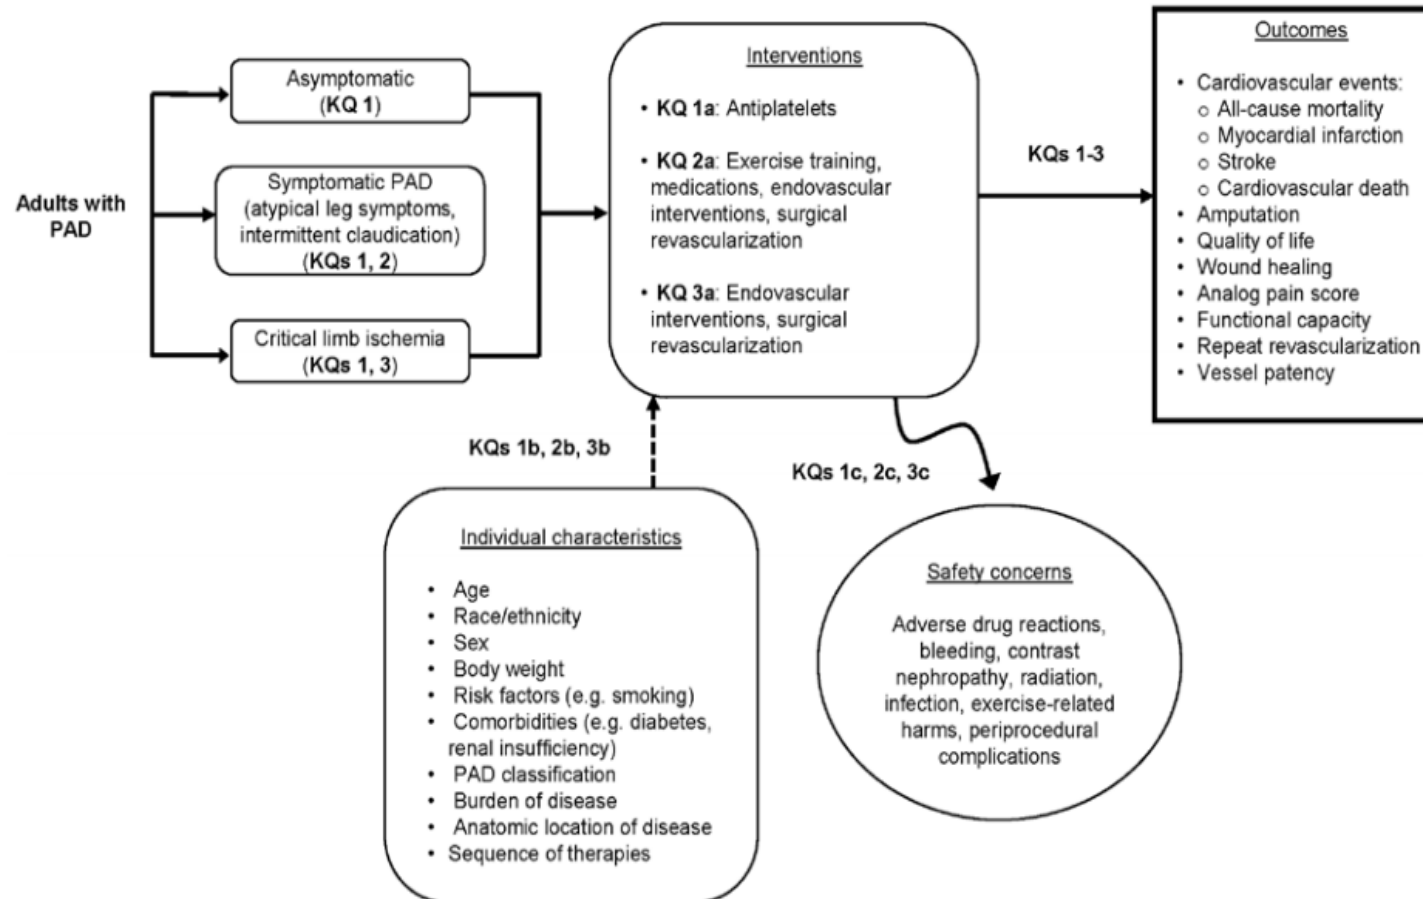 Adults with
PAD
Asymptomatic
(KQ 1)
Symptomatic PAD
(atypical leg symptoms,
intermittent claudication)
(KQs 1, 2)
Critical limb ischemia
(KQs 1, 3)
Interventions
• KQ 1a: Antiplatelets
• KQ 2a: Exercise training,
medications, endovascular
interventions, surgical
revascularization
• KQ 3a: Endovascular
interventions, surgical
revascularization
KQs 1-3
Outcomes
• Cardiovascular events:
o All-cause mortality
o Myocardial infarction
o Stroke
o Cardiovascular death
• Amputation
• Quality of life
• Wound healing
• Analog pain score
• Functional capacity
• Repeat revascularization
• Vessel patency
KQs 1b, 2b, 3b
Individual characteristics
• Age
• Race/ethnicity
• Sex
• Body weight
• Risk factors (e.g. smoking)
• Comorbidities (e.g. diabetes,
renal insufficiency)
• PAD classification
• Burden of disease
• Anatomic location of disease
• Sequence of therapies
KQs 1c, 2c, 3c
Safety concerns
Adverse drug reactions,
bleeding, contrast
nephropathy, radiation,
infection, exercise-related
harms, periprocedural
complications